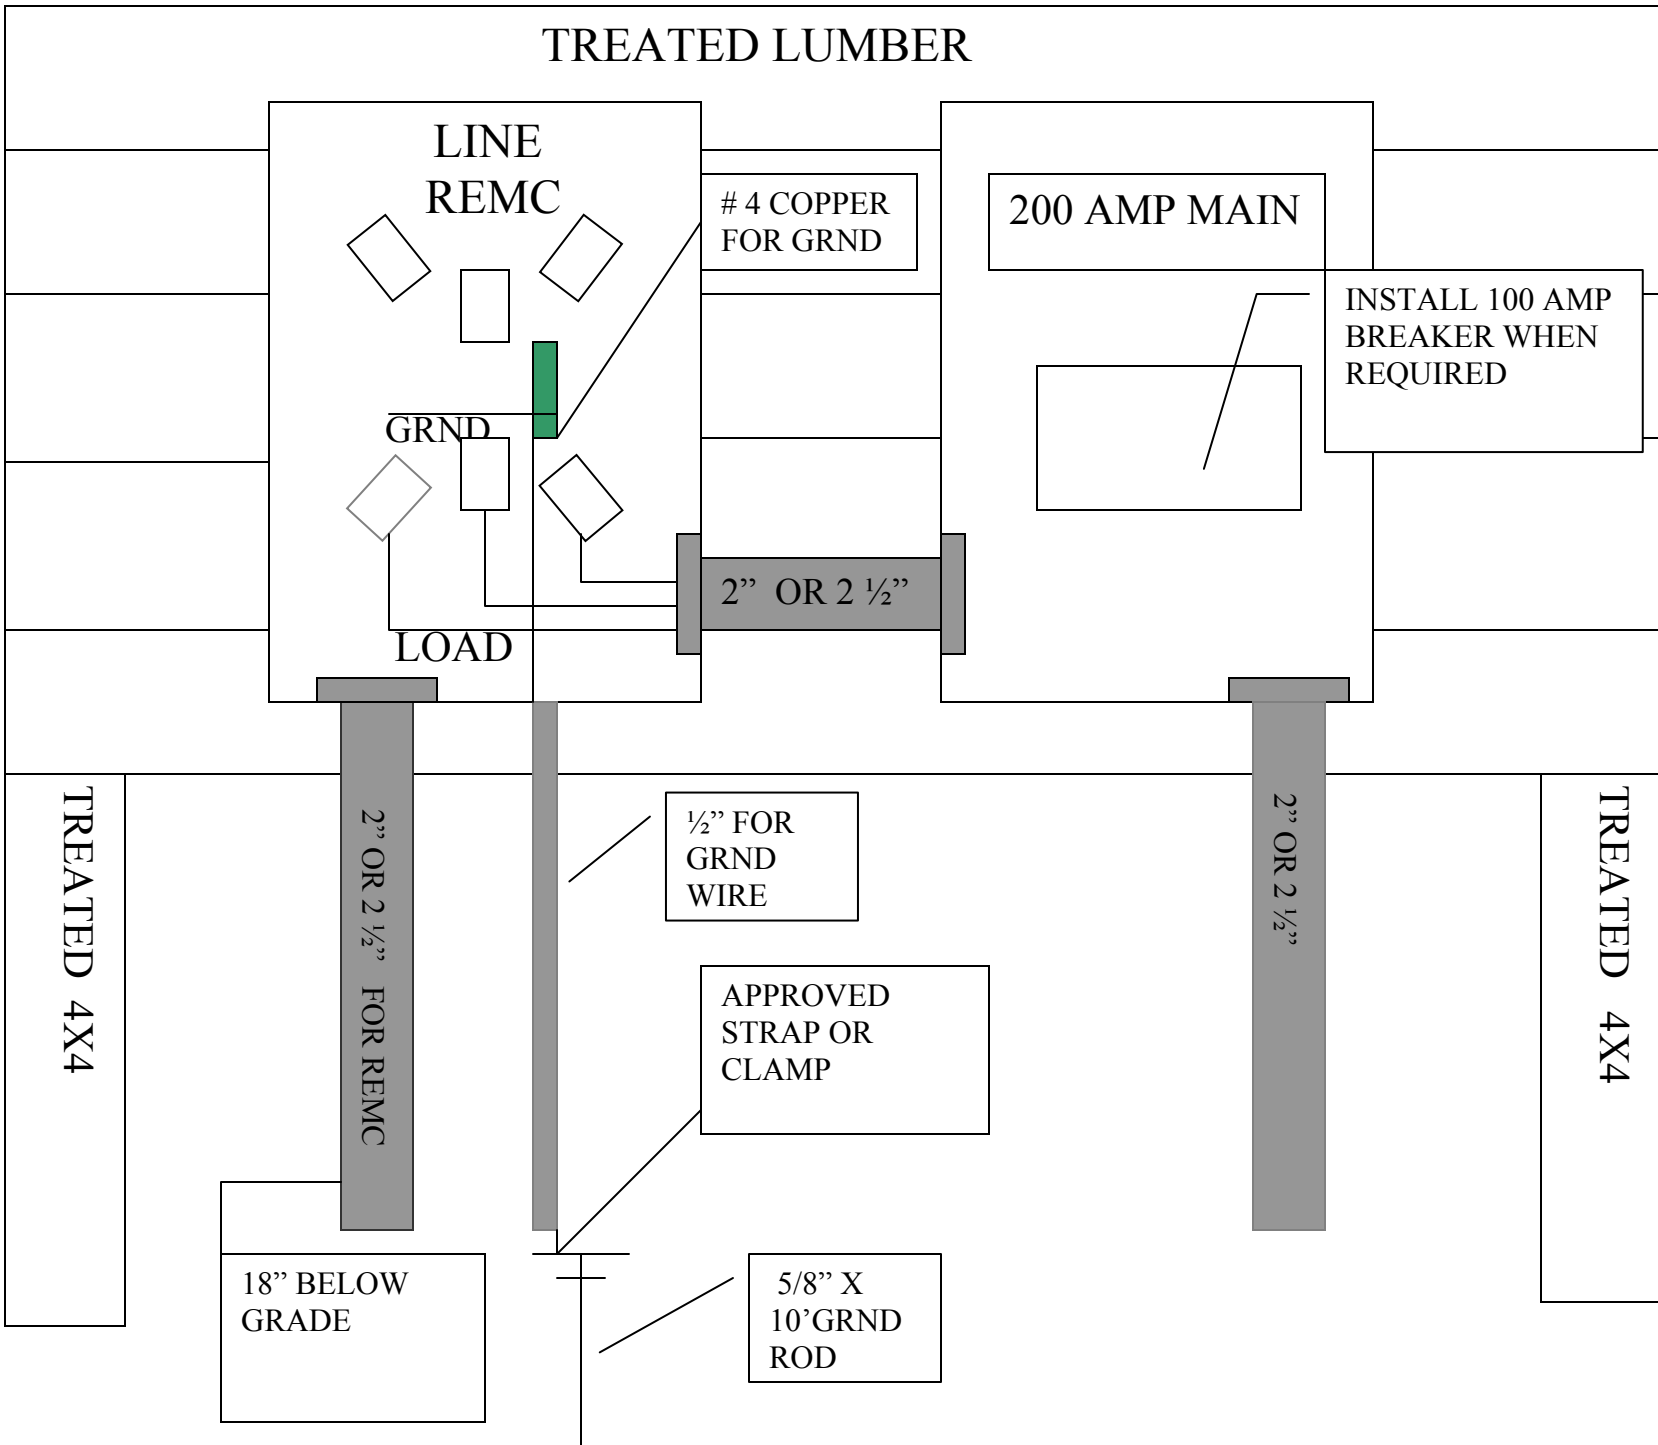 TREATED LUMBER
LINE
REMC
# 4 COPPER
FOR GRND
200 AMP MAIN
INSTALL 100 AMP
BREAKER WHEN
REQUIRED
GRND
2” OR 2 ½”
LOAD
TREATED 4X4
2” OR 2 ½” FOR REMC
½” FOR
GRND
WIRE
2” OR 2 ½”
TREATED 4X4
APPROVED
STRAP OR
CLAMP
18” BELOW
GRADE
5/8” X
10’GRND
ROD